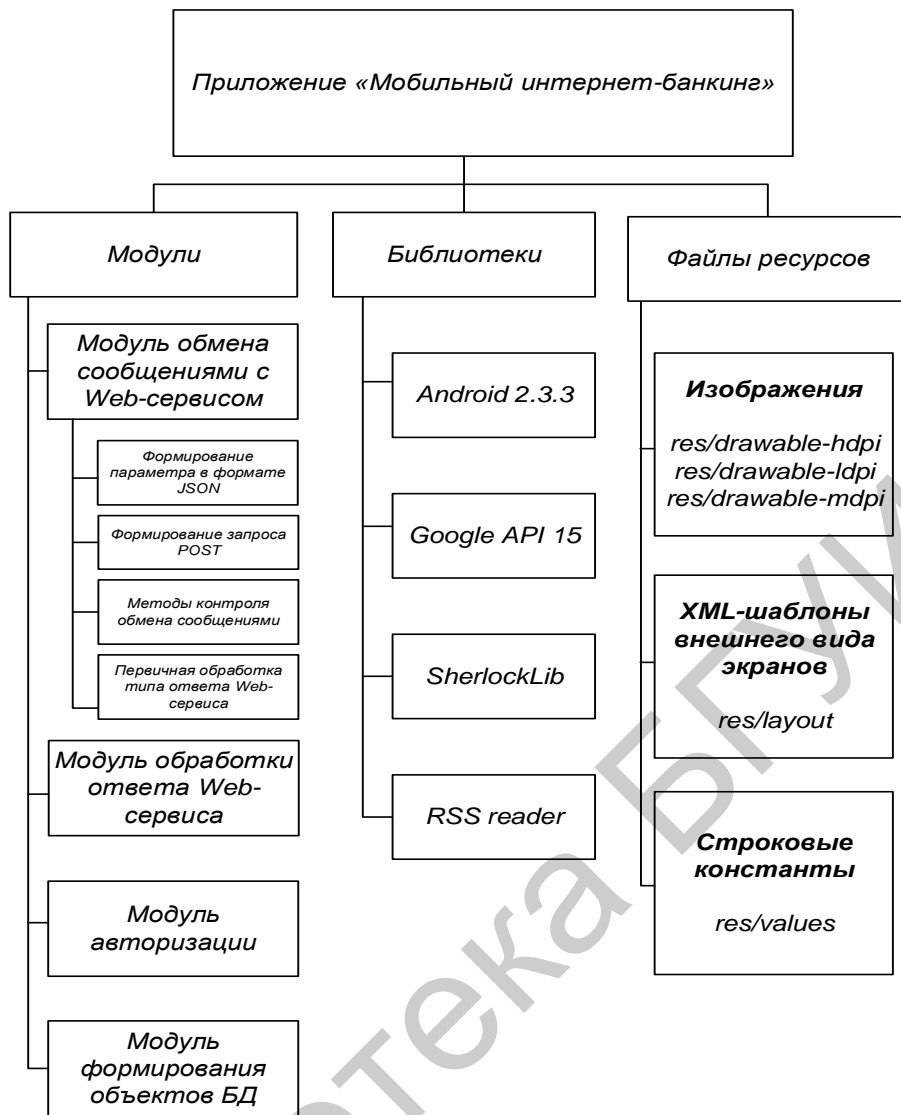 Приложение «Мобильный интернет-банкинг»
Модули
Модуль обмена
сообщениями с
Web-сервисом
Формирование
параметра в формате
JSON
Формирование запроса
POST
Методы контроля
обмена сообщениями
Первичная обработка
типа ответа Web-
сервиса
Модуль обработки
ответа Web-
сервиса
Модуль
авторизации
Модуль
формирования
объектов БД
Библиотеки
Android 2.3.3
Google API 15
SherlockLib
RSS reader
Файлы ресурсов
Изображения
res/drawable-hdpi
res/drawable-ldpi
res/drawable-mdpi
XML-шаблоны
внешнего вида
экранов
res/layout
Строковые
константы
res/values